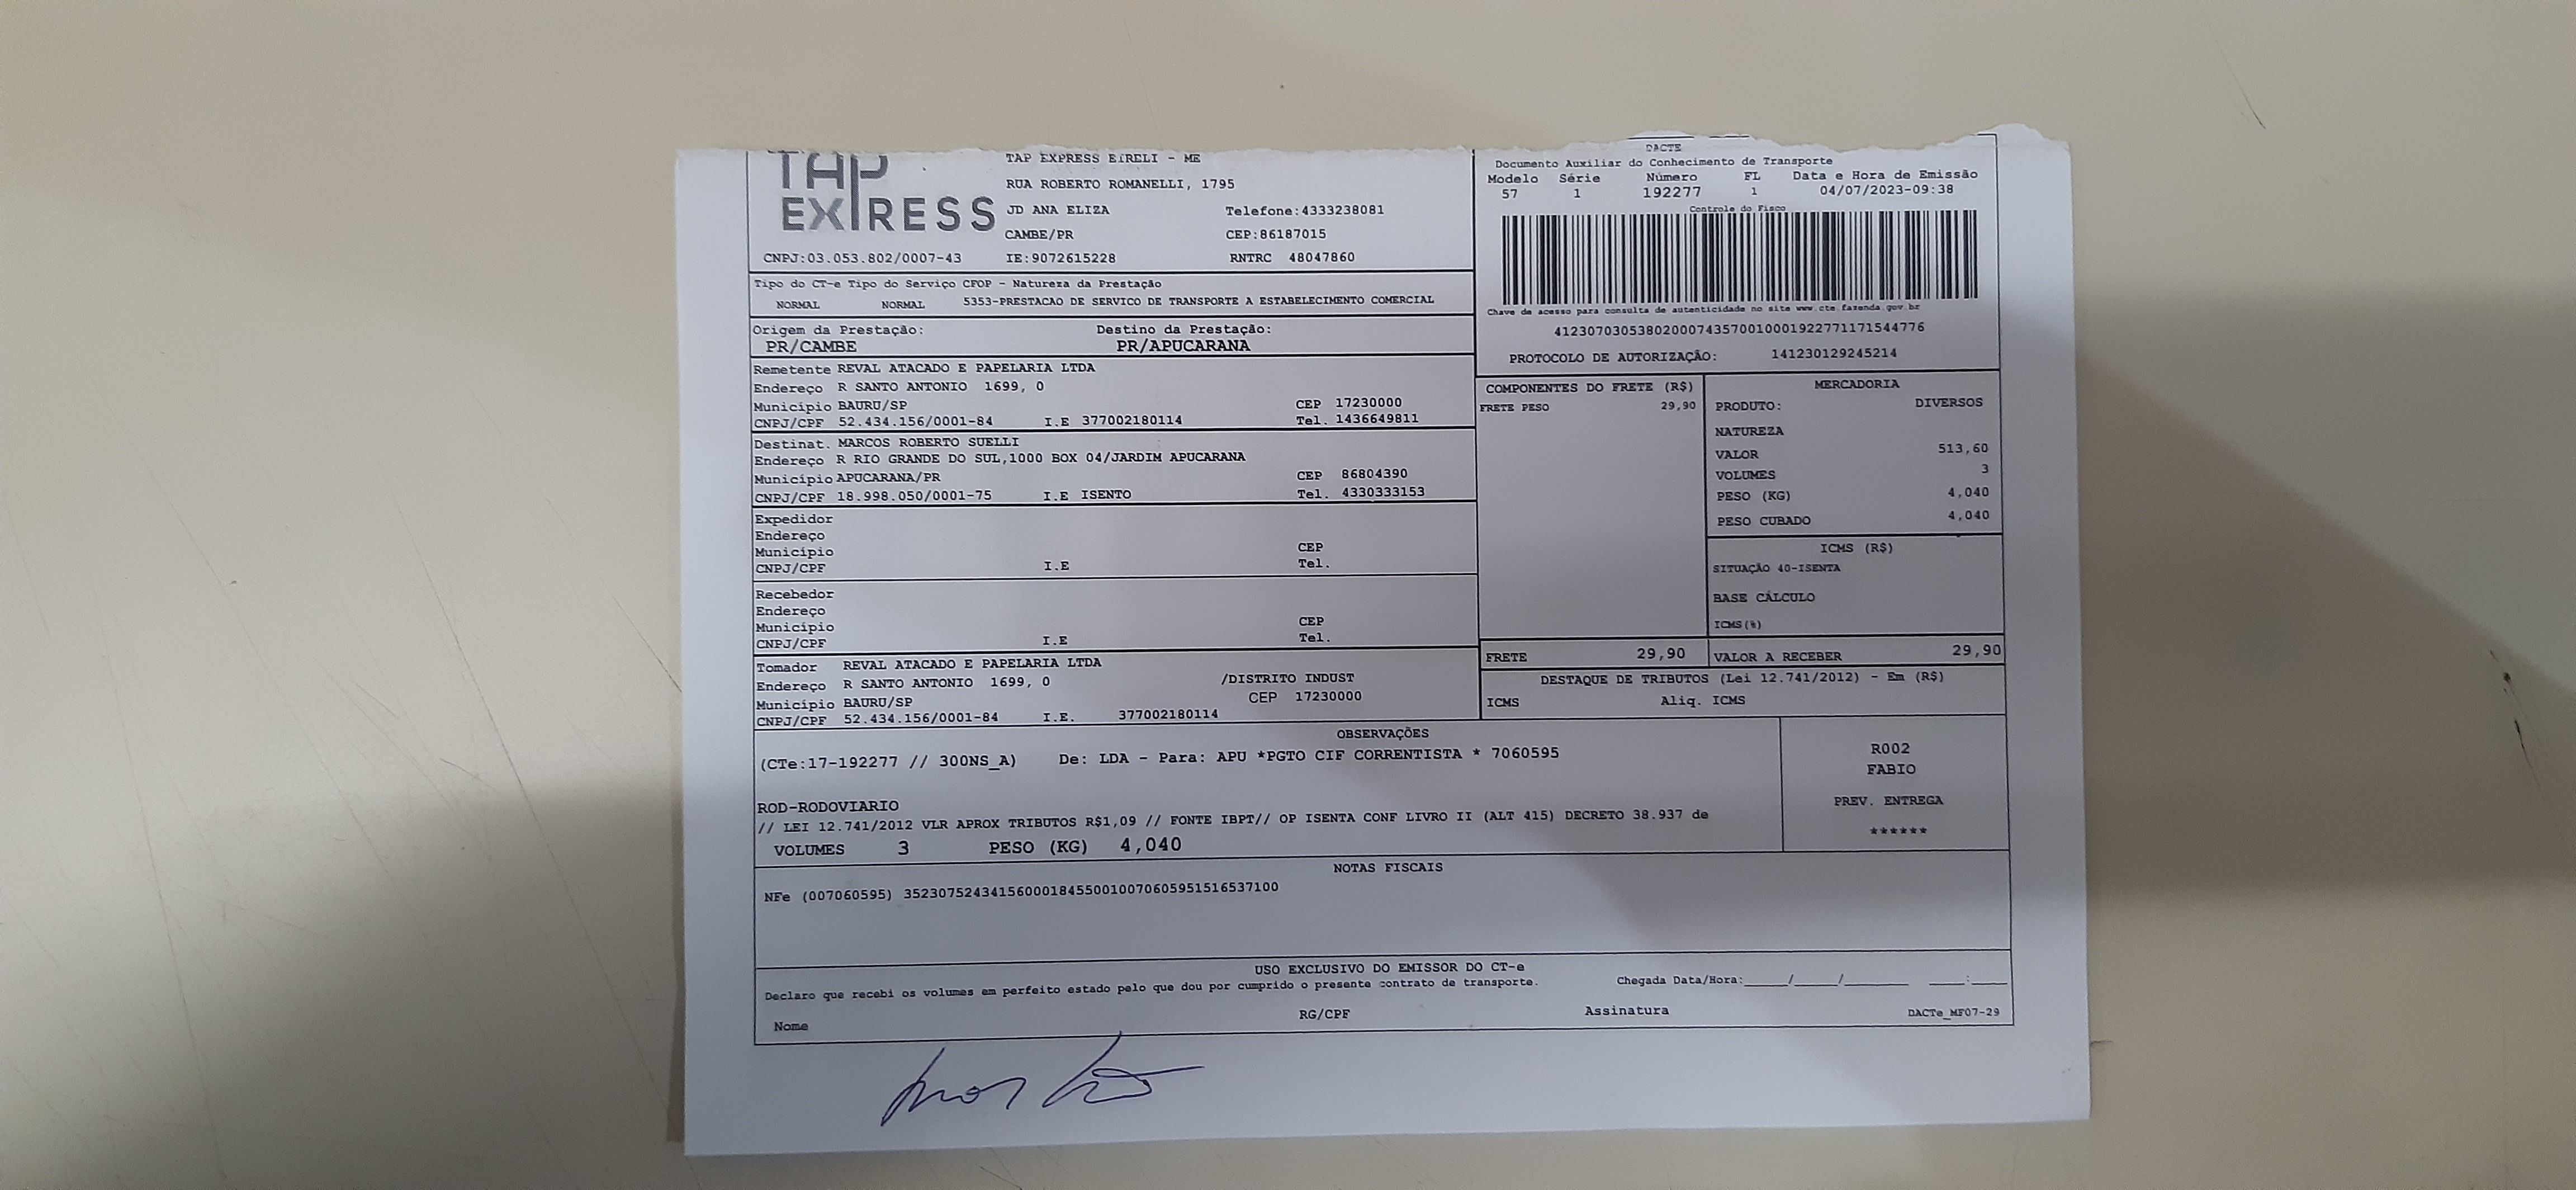 TAP
EXPRESS
CNPJ:03.053.802/0007-43
TAP EXPRESS EIRELI - ME
RUA ROBERTO ROMANELLI, 1795
JD ANA ELIZA Telefone:4333238081
CAMBE/PR CEP:86187015
IE:9072615228 RNTRC 48047860
DACTE
Documento Auxiliar do Conhecimento de Transporte
Modelo Série Número FL Data e Hora de Emissão
57 1 192277 1 04/07/2023-09:38
Controle do Fisco
Chave de acesso para consulta de autenticidade no site www.cte.fazenda.gov.br
41230703053802000743570010001922771171544776
PROTOCOLO DE AUTORIZAÇÃO: 141230129245214
Tipo do CT-e Tipo do Serviço CFOP - Natureza da Prestação
NORMAL NORMAL 5353-PRESTACAO DE SERVICO DE TRANSPORTE A ESTABELECIMENTO COMERCIAL
Origem da Prestação: Destino da Prestação:
PR/CAMBE PR/APUCARANA
Remetente REVAL ATACADO E PAPELARIA LTDA
Endereço R SANTO ANTONIO 1699, 0
Município BAURU/SP CEP 17230000
CNPJ/CPF 52.434.156/0001-84 I.E 377002180114 Tel. 1436649811
Destinat. MARCOS ROBERTO SUELLI
Endereço R RIO GRANDE DO SUL,1000 BOX 04/JARDIM APUCARANA
Município APUCARANA/PR CEP 86804390
CNPJ/CPF 18.998.050/0001-75 I.E ISENTO Tel. 4330333153
Expedidor
Endereço
Município CEP
CNPJ/CPF I.E Tel.
Recebedor
Endereço
Município CEP
CNPJ/CPF I.E Tel.
Tomador REVAL ATACADO E PAPELARIA LTDA
Endereço R SANTO ANTONIO 1699, 0 /DISTRITO INDUST
Município BAURU/SP CEP 17230000
CNPJ/CPF 52.434.156/0001-84 I.E. 377002180114
COMPONENTES DO FRETE (R$)
FRETE PESO 29,90
MERCADORIA
PRODUTO: DIVERSOS
NATUREZA
VALOR 513,60
VOLUMES 3
PESO (KG) 4,040
PESO CUBADO 4,040
ICMS (R$)
SITUAÇÃO 40-ISENTA
BASE CÁLCULO
ICMS(%)
FRETE 29,90 VALOR A RECEBER 29,90
DESTAQUE DE TRIBUTOS (Lei 12.741/2012) - Em (R$)
ICMS Aliq. ICMS
OBSERVAÇÕES
(CTe:17-192277 // 300NS_A) De: LDA - Para: APU *PGTO CIF CORRENTISTA * 7060595
ROD-RODOVIARIO
// LEI 12.741/2012 VLR APROX TRIBUTOS R$1,09 // FONTE IBPT// OP ISENTA CONF LIVRO II (ALT 415) DECRETO 38.937 de
VOLUMES 3 PESO (KG) 4,040
R002
FABIO
PREV. ENTREGA
******
NOTAS FISCAIS
NFe (007060595) 35230752434156000184550010070605951516537100
USO EXCLUSIVO DO EMISSOR DO CT-e
Declaro que recebi os volumes em perfeito estado pelo que dou por cumprido o presente contrato de transporte. Chegada Data/Hora:_____/_____/_______ ____:____
Nome RG/CPF Assinatura DACTe_MF07-29